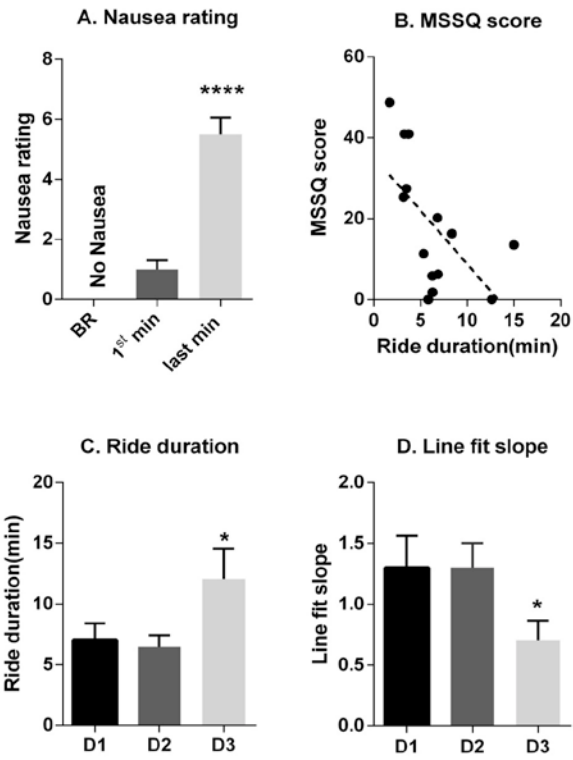 A. Nausea rating
Nausea rating
8
6
4
2
0
No Nausea
****
BR
1st min
last min
B. MSSQ score
MSSQ score
60
40
20
0
0 5 10 15 20
Ride duration(min)
C. Ride duration
Ride duration(min)
20
15
10
5
0
*
D1 D2 D3
D. Line fit slope
Line fit slope
2.0
1.5
1.0
0.5
0.0
*
D1 D2 D3